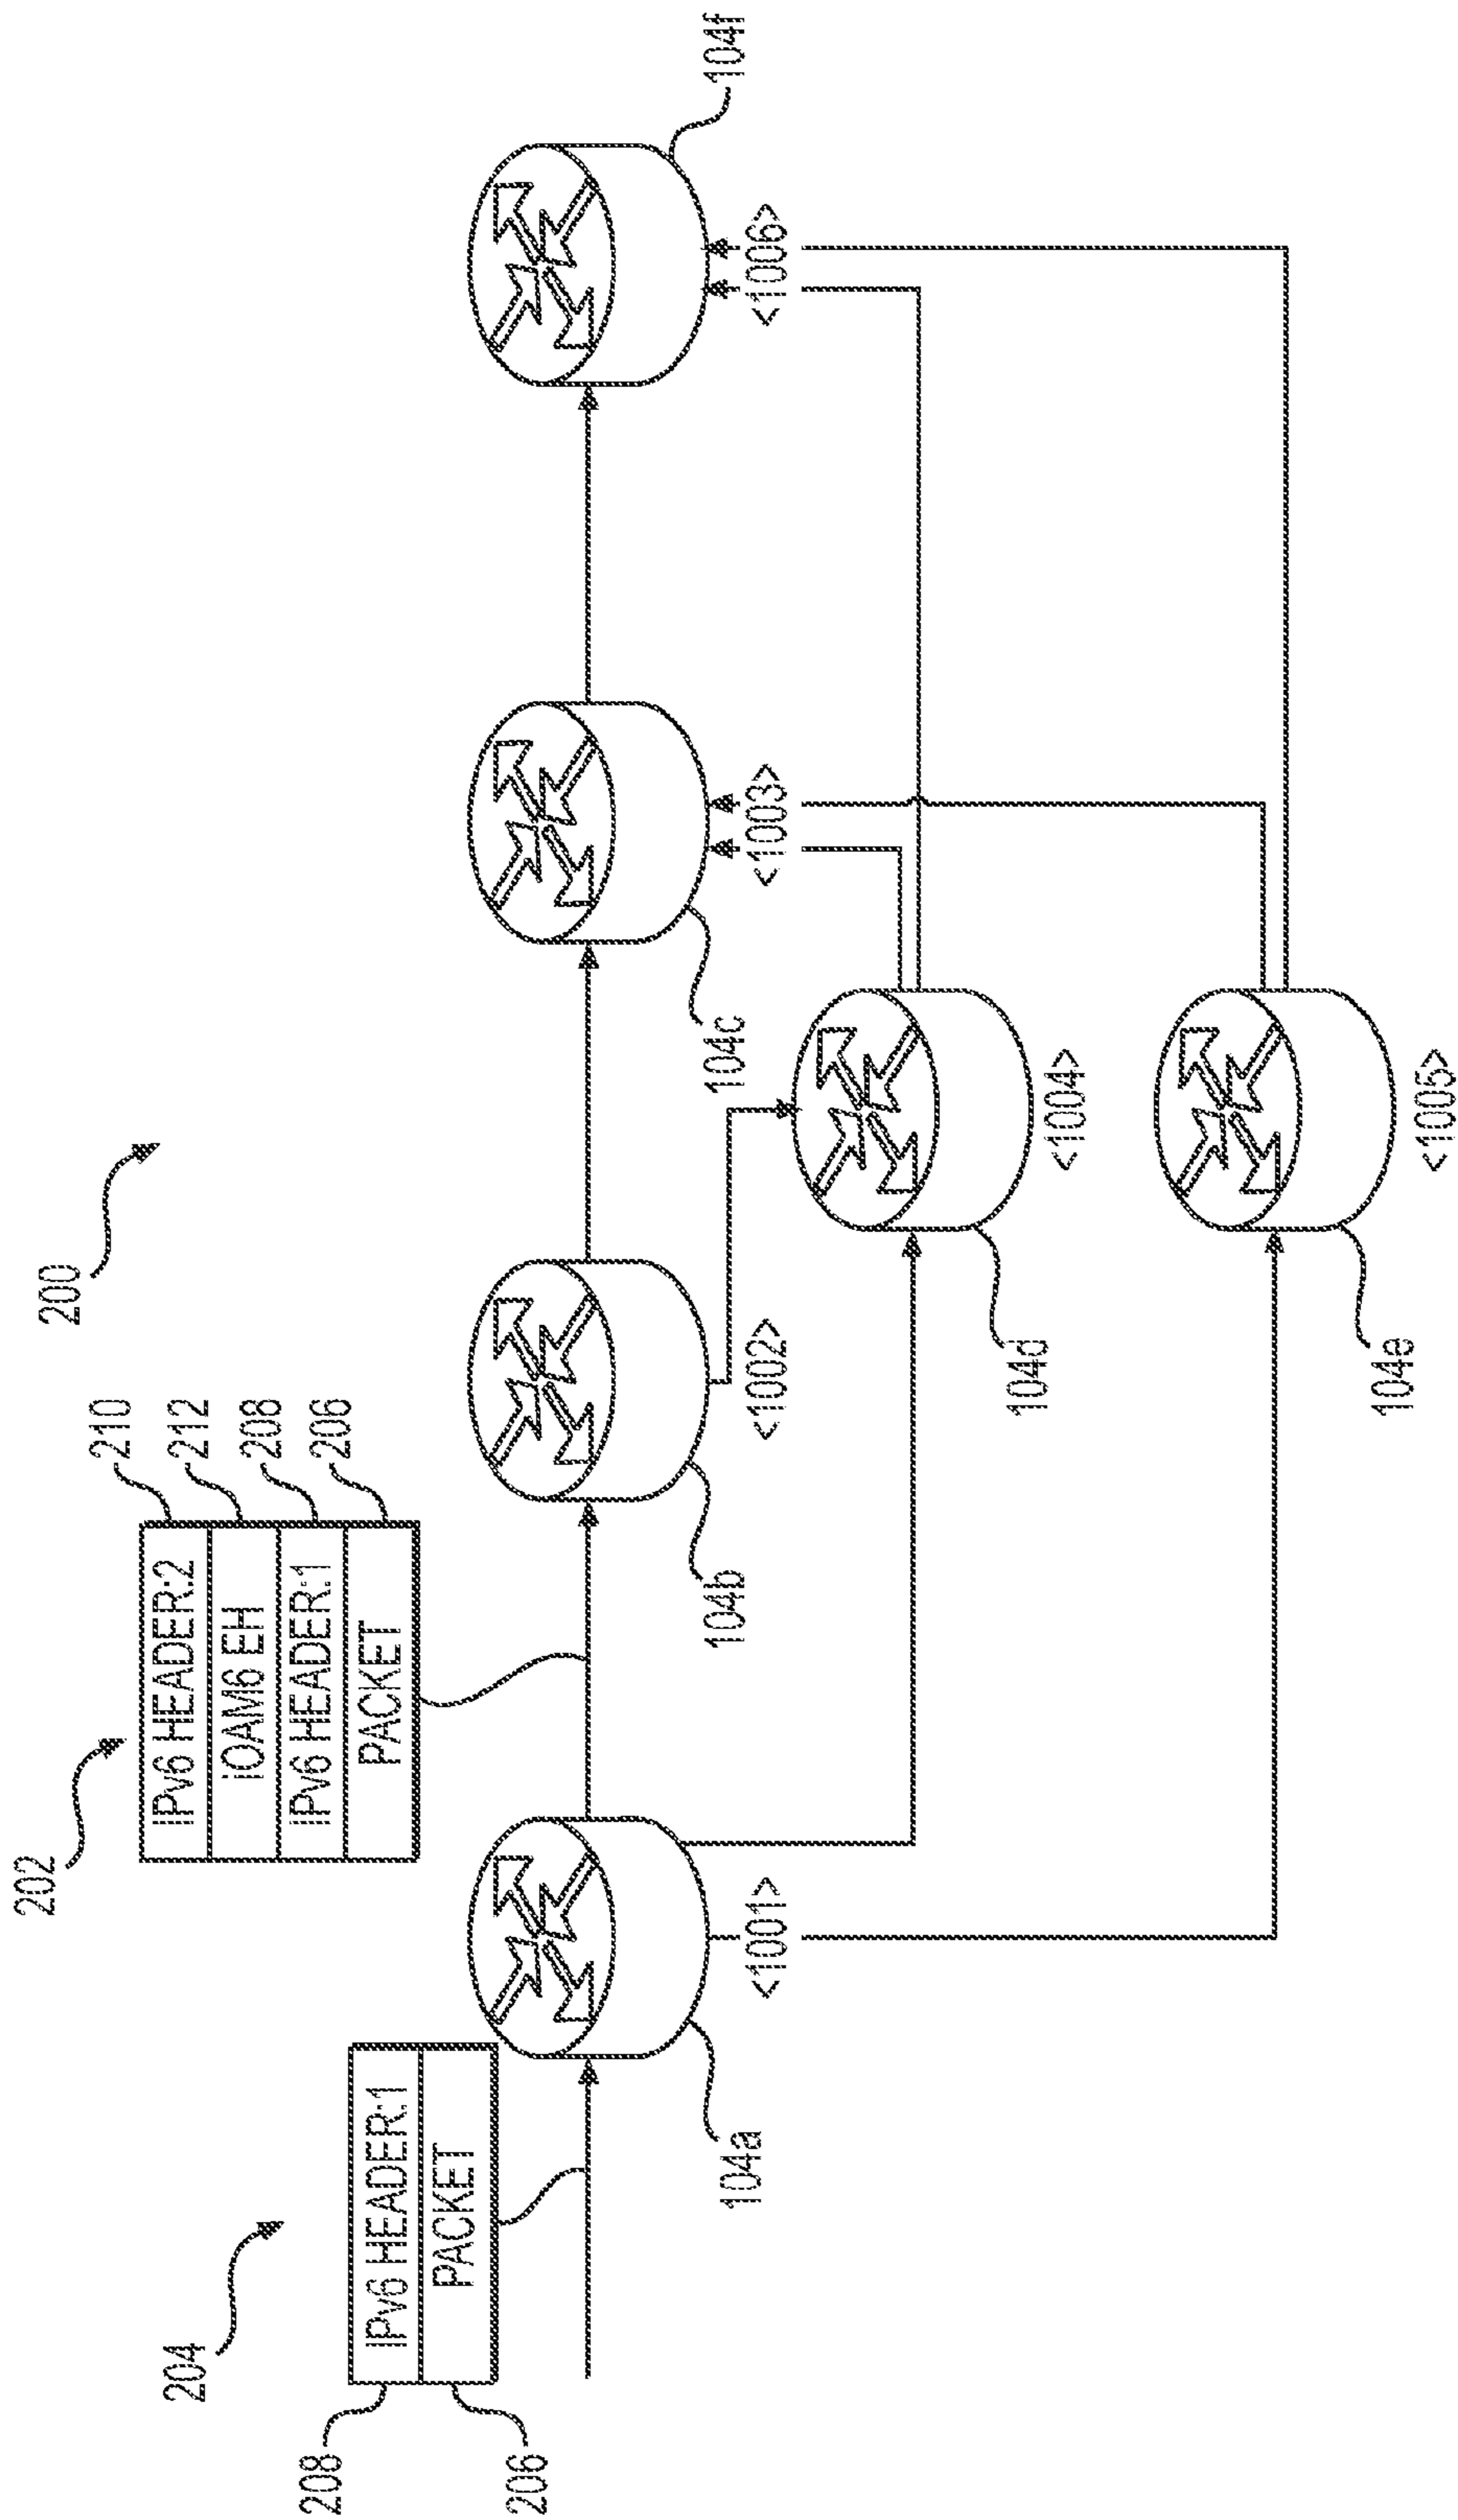 200
202
IPv6 HEADER:2
iOAM6 EH
IPv6 HEADER:1
PACKET
210
212
208
206
204
IPv6 HEADER:1
PACKET
208
206
104a
<1001>
104b
<1002>
104c
<1003>
<1006>
104f
104d
<1004>
104e
<1005>